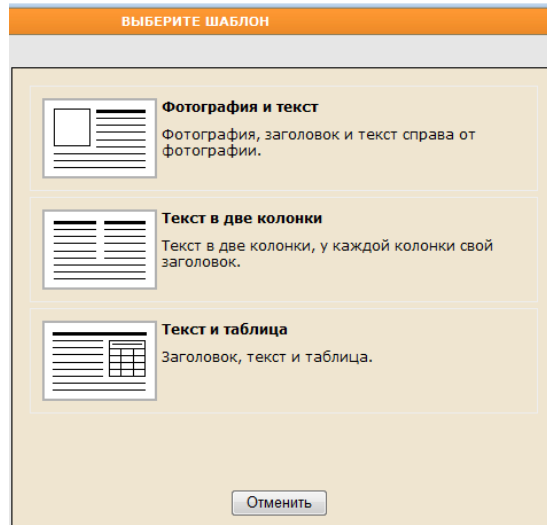 ВЫБЕРИТЕ ШАБЛОН
Фотография и текст
Фотография, заголовок и текст справа от
фотографии.
Текст в две колонки
Текст в две колонки, у каждой колонки свой
заголовок.
Текст и таблица
Заголовок, текст и таблица.
Отменить